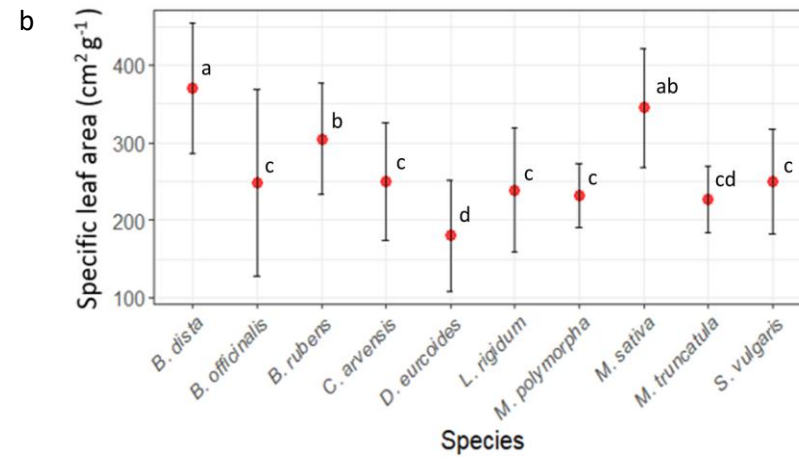 b
Specific leaf area (cm² g⁻¹)
400
300
200
100
a
c
b
c
d
c
c
ab
cd
c
B. dista
B. officinalis
B. rubens
C. arvensis
D. eurcoides
L. rigidum
M. polymorpha
M. sativa
M. truncatula
S. vulgaris
Species